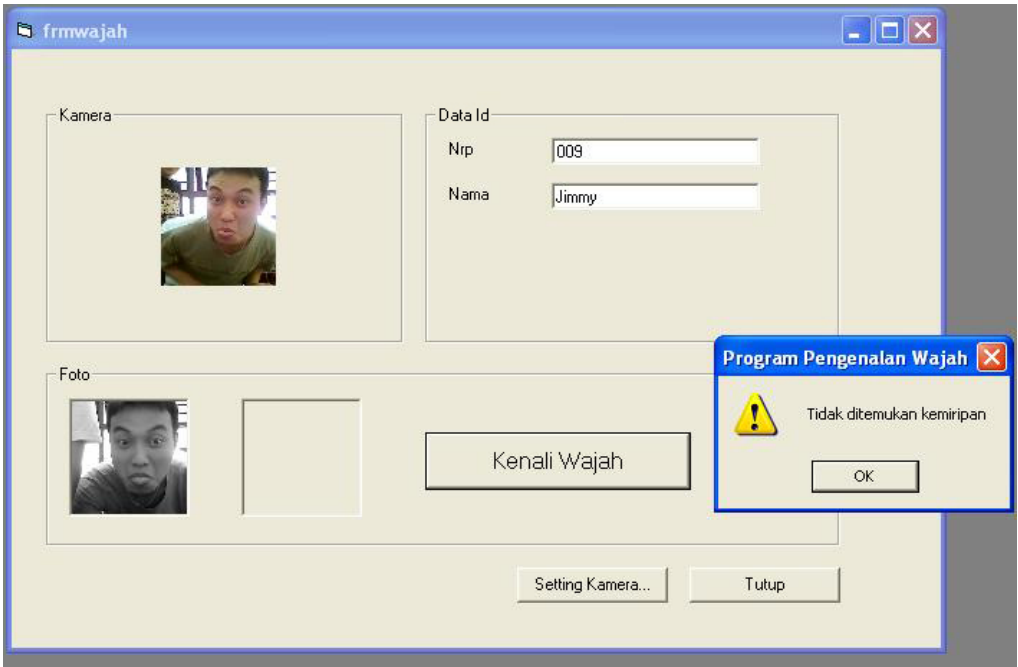 frmwajah
Kamera
Data Id
Nrp
009
Nama
Jimmy
Foto
Kenali Wajah
Program Pengenalan Wajah
Tidak ditemukan kemiripan
OK
Setting Kamera...
Tutup